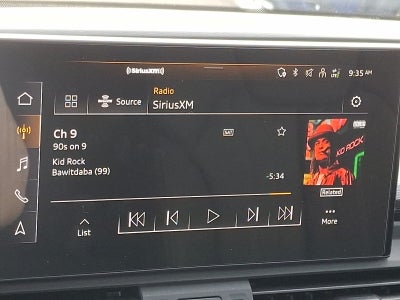 ((SiriusXM))
9:35 AM
Source
Radio
SiriusXM
Ch 9
90s on 9
Kid Rock
Bawitdaba (99)
SAT
-5:34
KID ROCK
Related
List
More